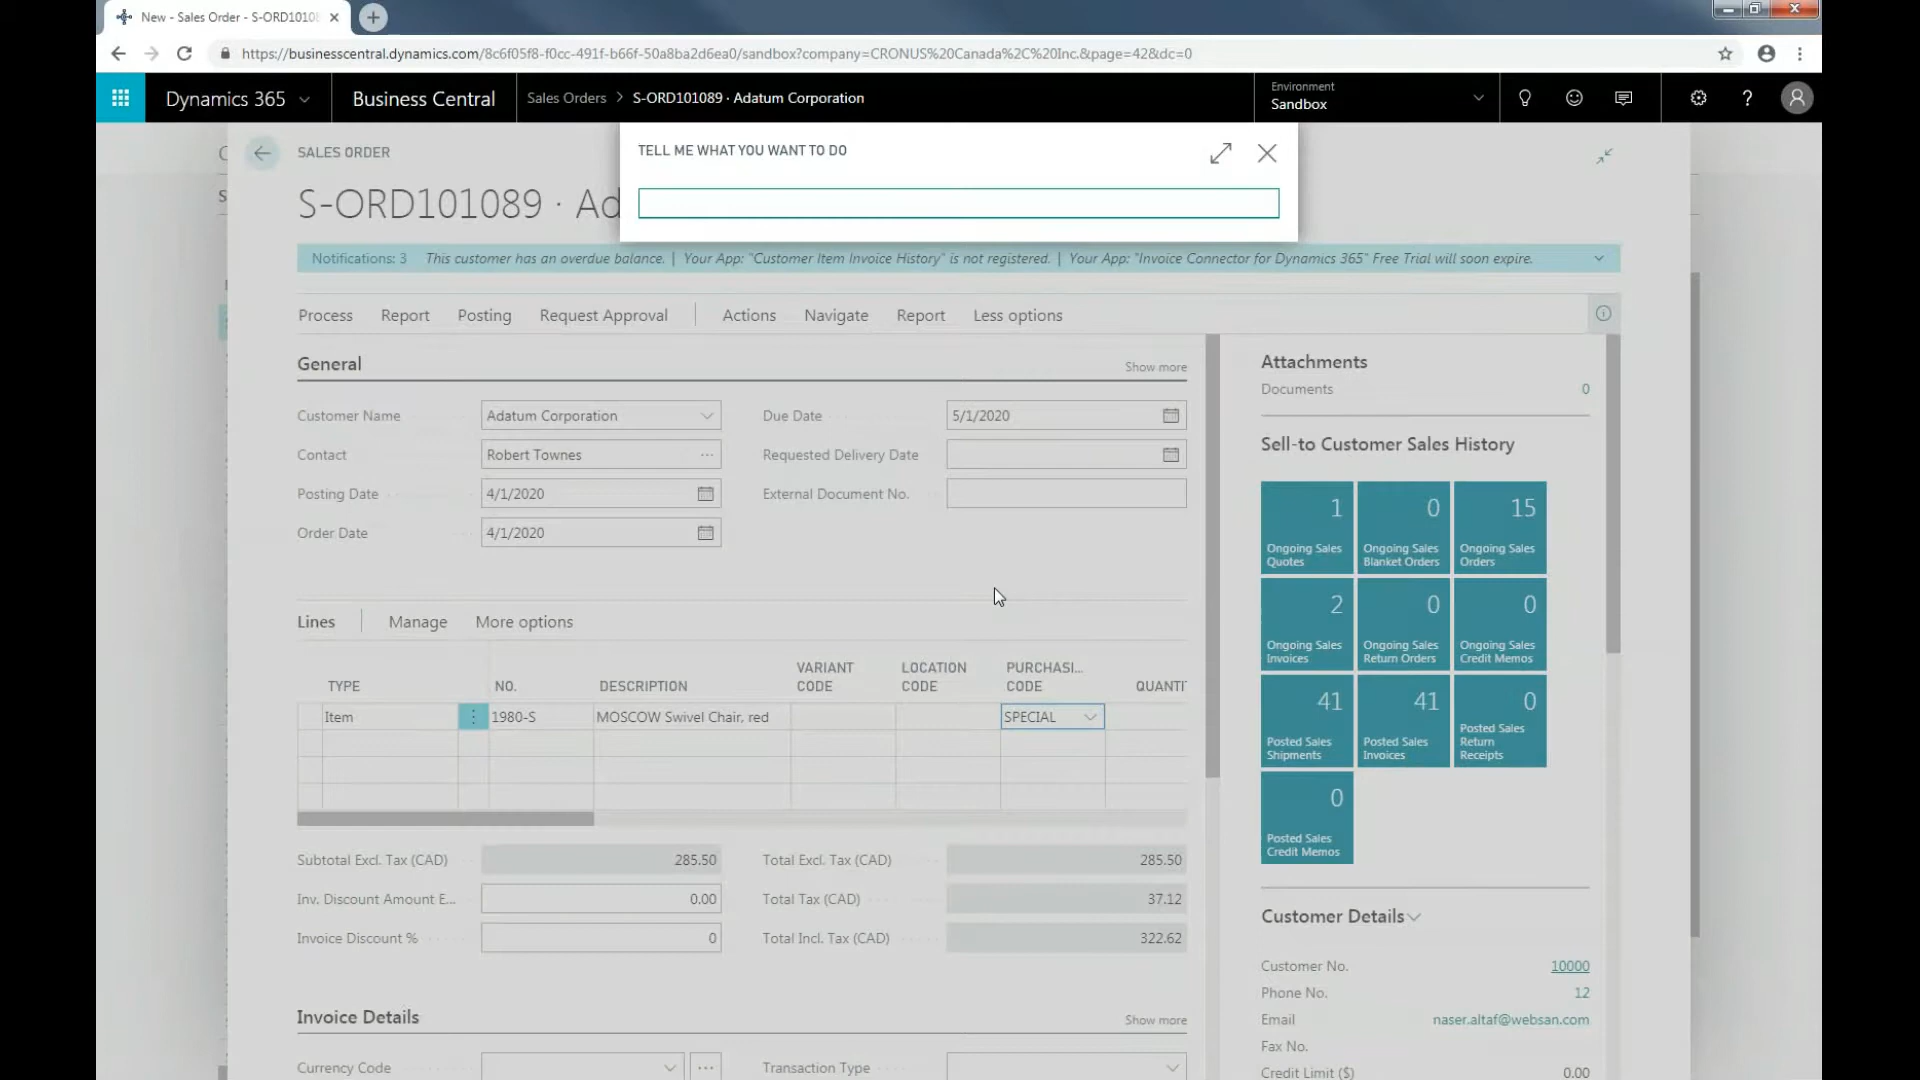 New - Sales Order - S-ORD1010
https://businesscentral.dynamics.com/8c6f05f8-f0cc-491f-b66f-50a8ba2d6ea0/sandbox?company=CRONUS%20Canada%2C%20Inc.&page=42&dc=0
Dynamics 365
Business Central
Sales Orders > S-ORD101089 · Adatum Corporation
Environment
Sandbox
?
TELL ME WHAT YOU WANT TO DO
SALES ORDER
S-ORD101089 · Ad
Notifications: 3 This customer has an overdue balance. | Your App: "Customer Item Invoice History" is not registered. | Your App: "Invoice Connector for Dynamics 365" Free Trial will soon expire.
Process Report Posting Request Approval | Actions Navigate Report Less options
General
Show more
Customer Name Adatum Corporation
Contact Robert Townes
Posting Date 4/1/2020
Order Date 4/1/2020
Due Date 5/1/2020
Requested Delivery Date
External Document No.
Lines | Manage More options
TYPE NO. DESCRIPTION VARIANT CODE LOCATION CODE PURCHASI... CODE QUANTI
Item 1980-S MOSCOW Swivel Chair, red SPECIAL
Subtotal Excl. Tax (CAD) 285.50
Inv. Discount Amount E... 0.00
Invoice Discount % 0
Total Excl. Tax (CAD) 285.50
Total Tax (CAD) 37.12
Total Incl. Tax (CAD) 322.62
Invoice Details
Show more
Currency Code
Transaction Type
Attachments
Documents 0
Sell-to Customer Sales History
1 Ongoing Sales Quotes
0 Ongoing Sales Blanket Orders
15 Ongoing Sales Orders
2 Ongoing Sales Invoices
0 Ongoing Sales Return Orders
0 Ongoing Sales Credit Memos
41 Posted Sales Shipments
41 Posted Sales Invoices
0 Posted Sales Return Receipts
0 Posted Sales Credit Memos
Customer Details
Customer No. 10000
Phone No. 12
Email naser.altaf@websan.com
Fax No.
Credit Limit ($) 0.00